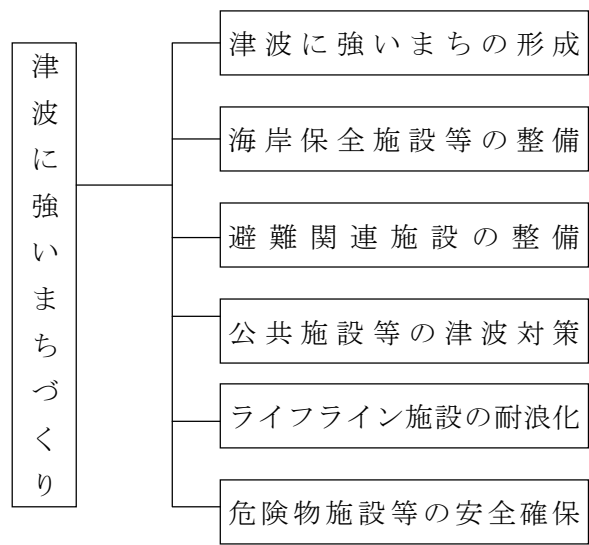 津波に強いまちづくり
津波に強いまちの形成
海岸保全施設等の整備
避難関連施設の整備
公共施設等の津波対策
ライフライン施設の耐浪化
危険物施設等の安全確保